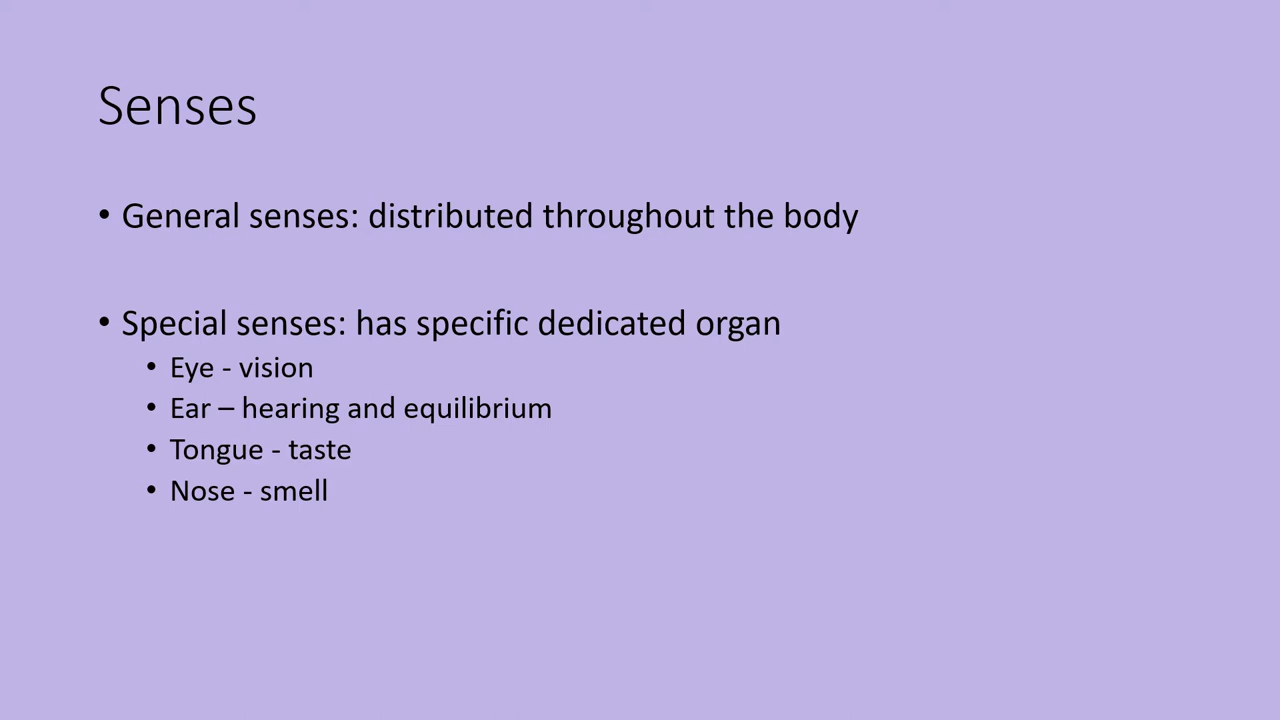 Senses
• General senses: distributed throughout the body
• Special senses: has specific dedicated organ
• Eye - vision
• Ear – hearing and equilibrium
• Tongue - taste
• Nose - smell